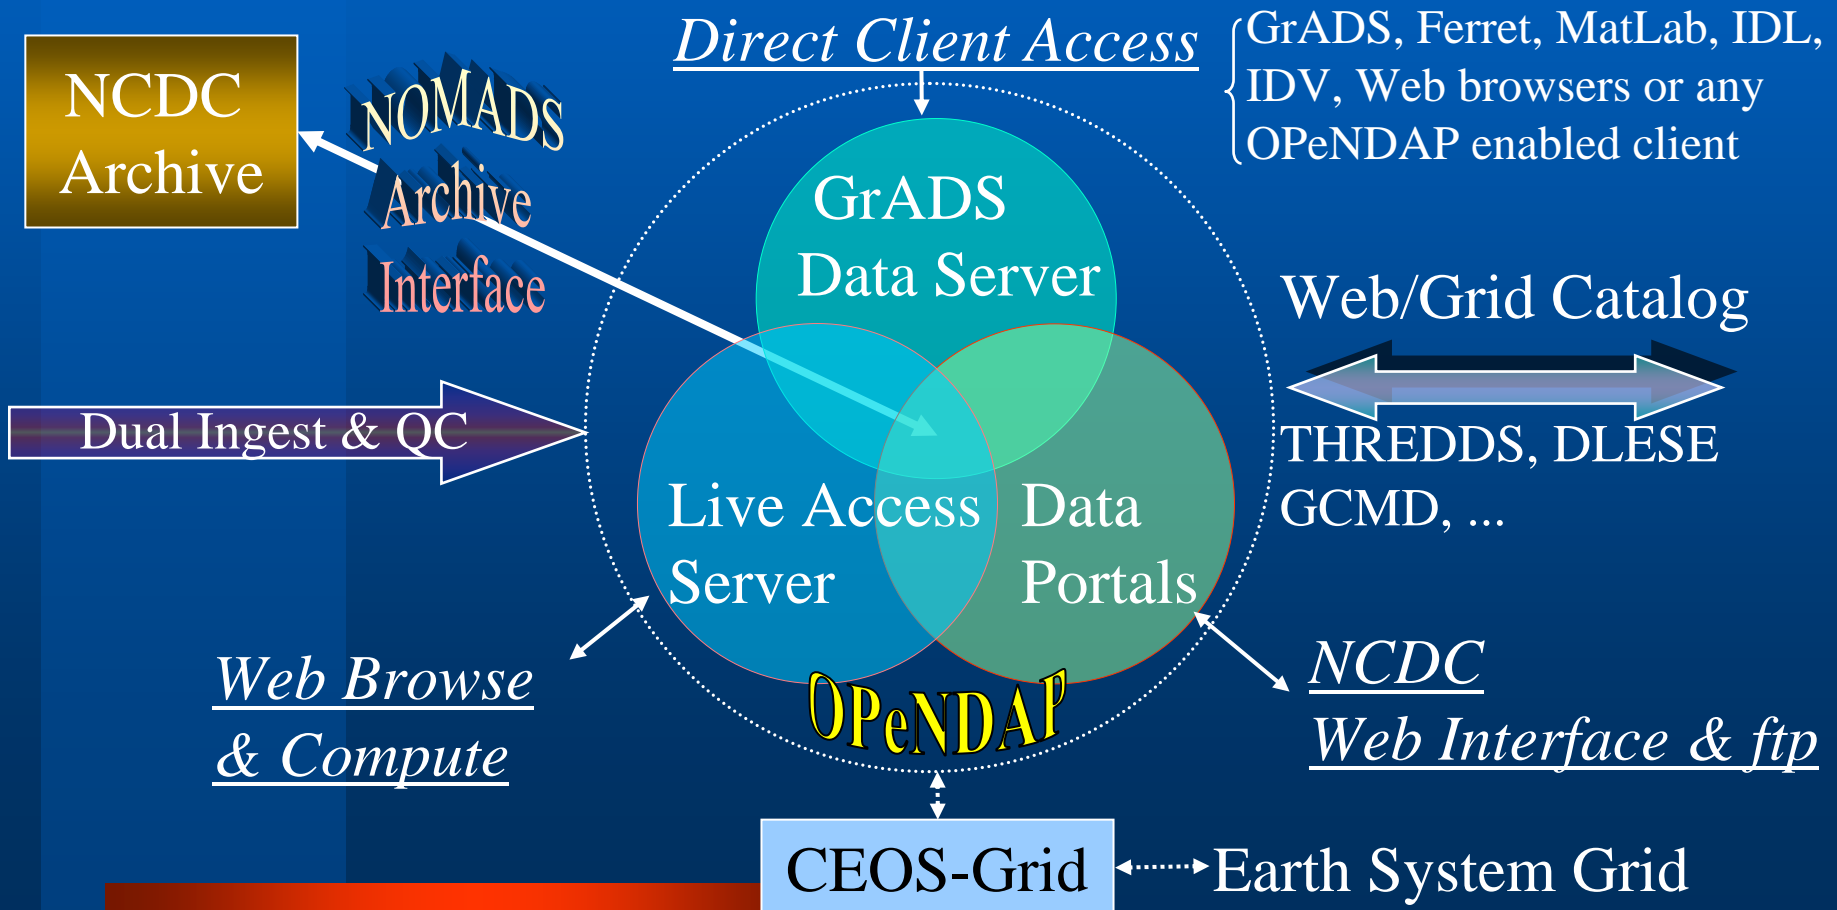 Direct Client Access
GrADS, Ferret, MatLab, IDL,
IDV, Web browsers or any
OPeNDAP enabled client
NCDC
Archive
NOMADS
Archive
Interface
GrADS
Data Server
Web/Grid Catalog
THREDDS, DLESE
GCMD, ...
Dual Ingest & QC
Live Access
Server
Data
Portals
OPeNDAP
Web Browse
& Compute
NCDC
Web Interface & ftp
CEOS-Grid
Earth System Grid